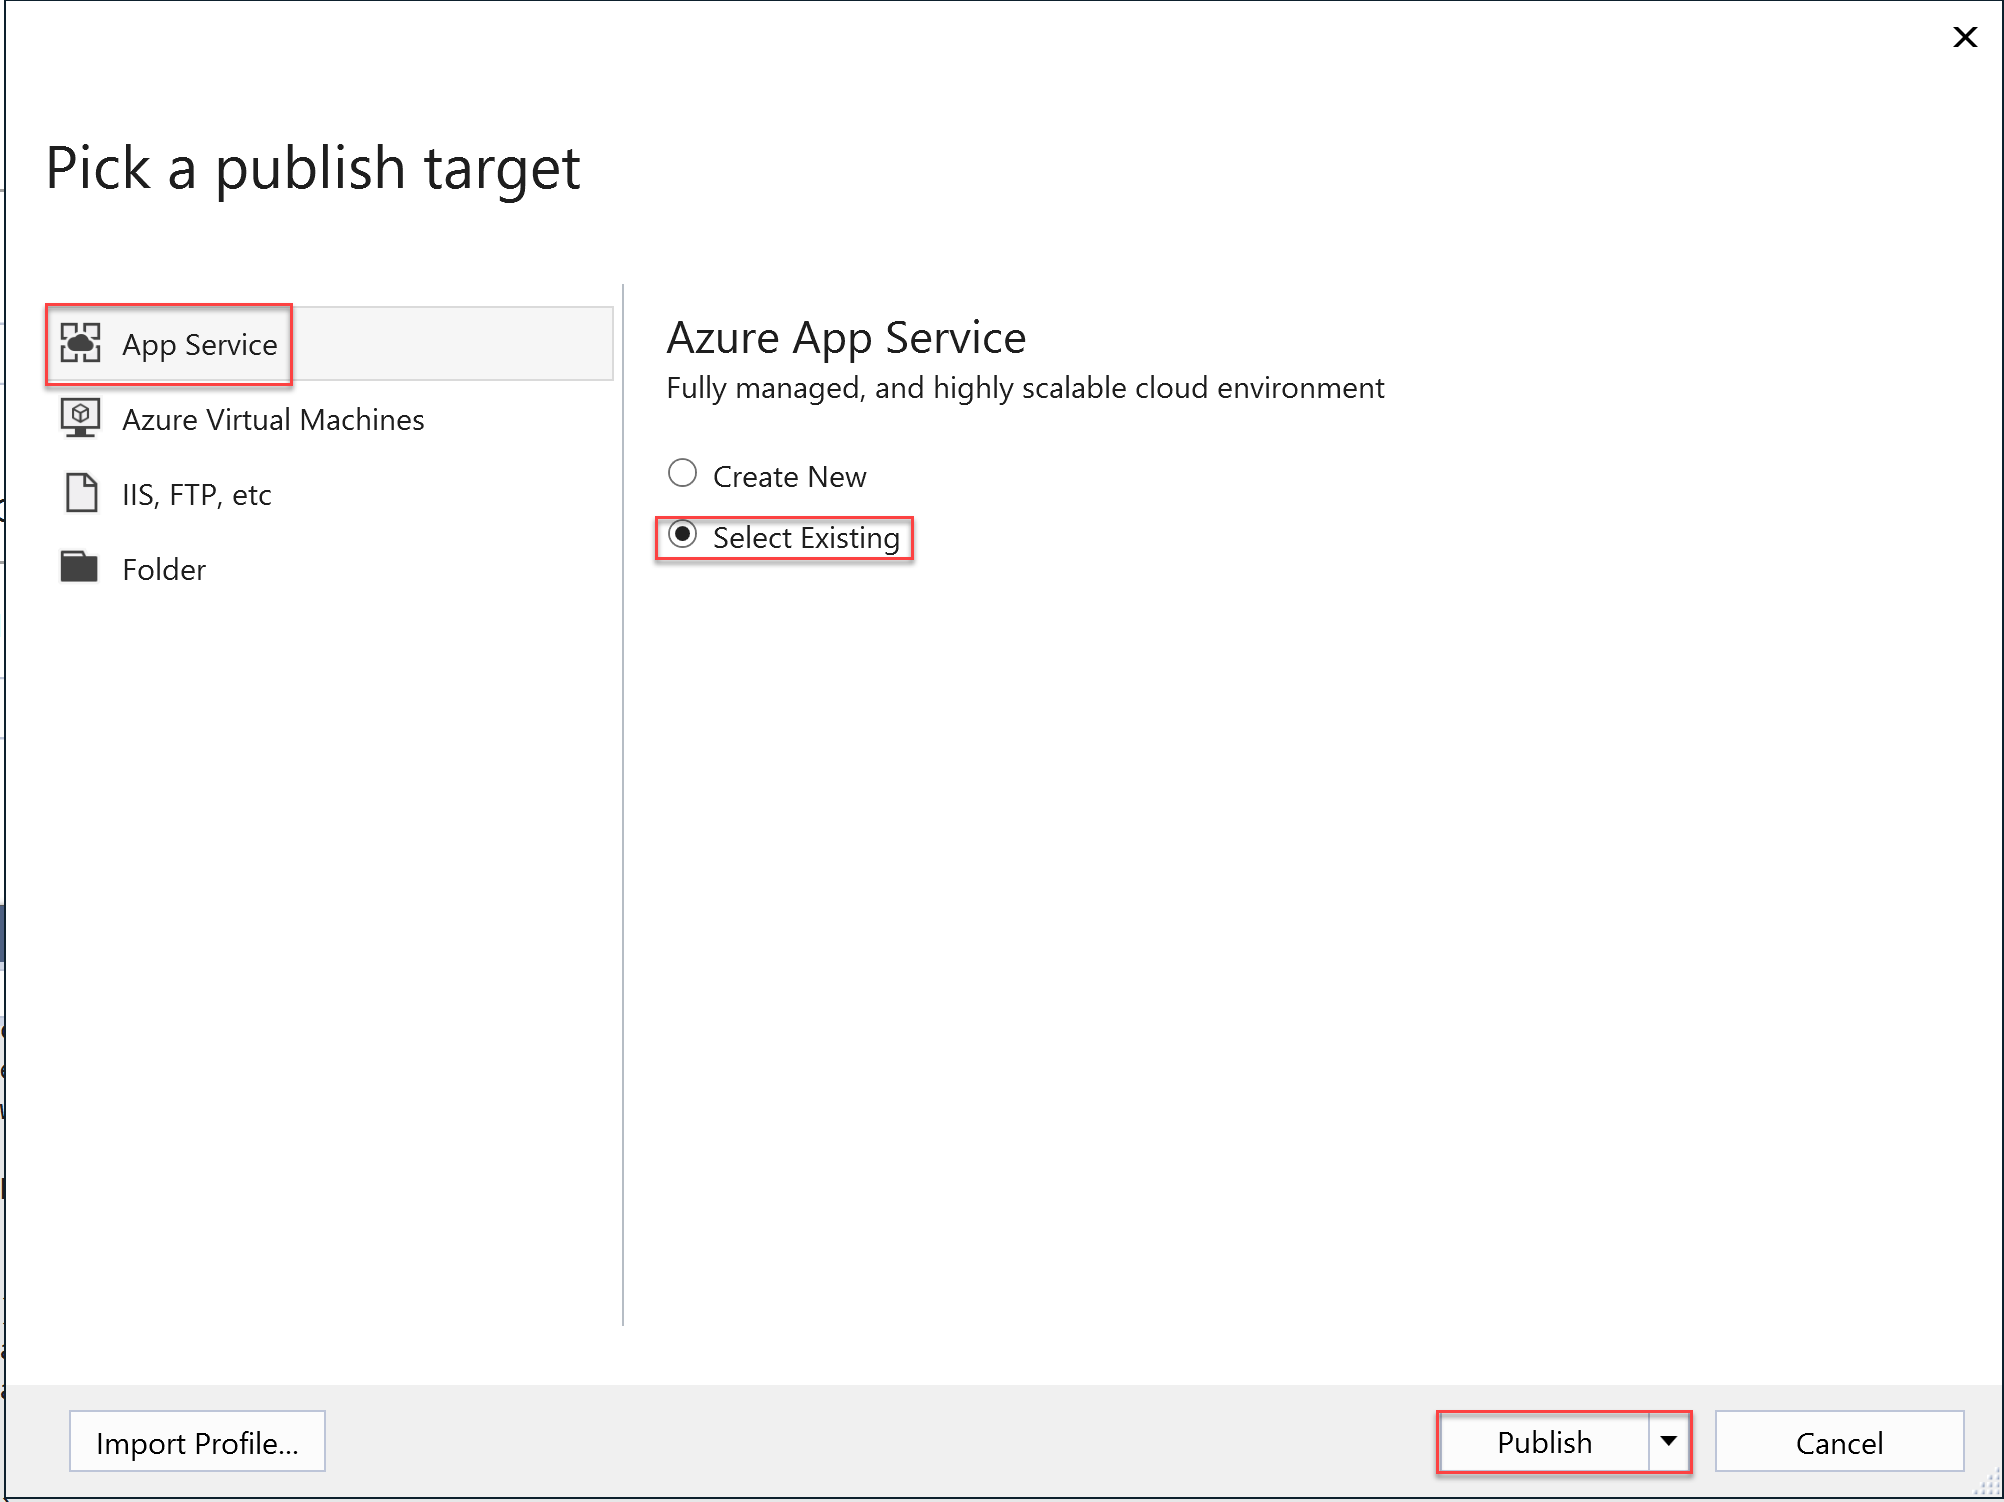 Pick a publish target
App Service
Azure Virtual Machines
IIS, FTP, etc
Folder
Azure App Service
Fully managed, and highly scalable cloud environment
Create New
Select Existing
Import Profile...
Publish
Cancel